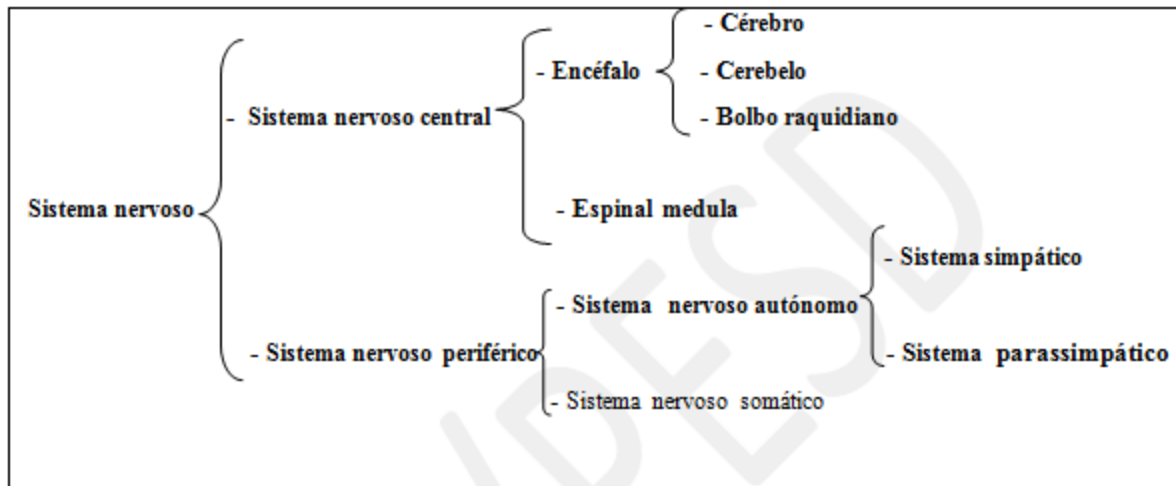 - Cérebro
- Encéfalo
- Cerebelo
- Sistema nervoso central
- Bolbo raquidiano
Sistema nervoso
- Espinal medula
- Sistema simpático
- Sistema nervoso autónomo
- Sistema nervoso periférico
- Sistema parassimpático
- Sistema nervoso somático